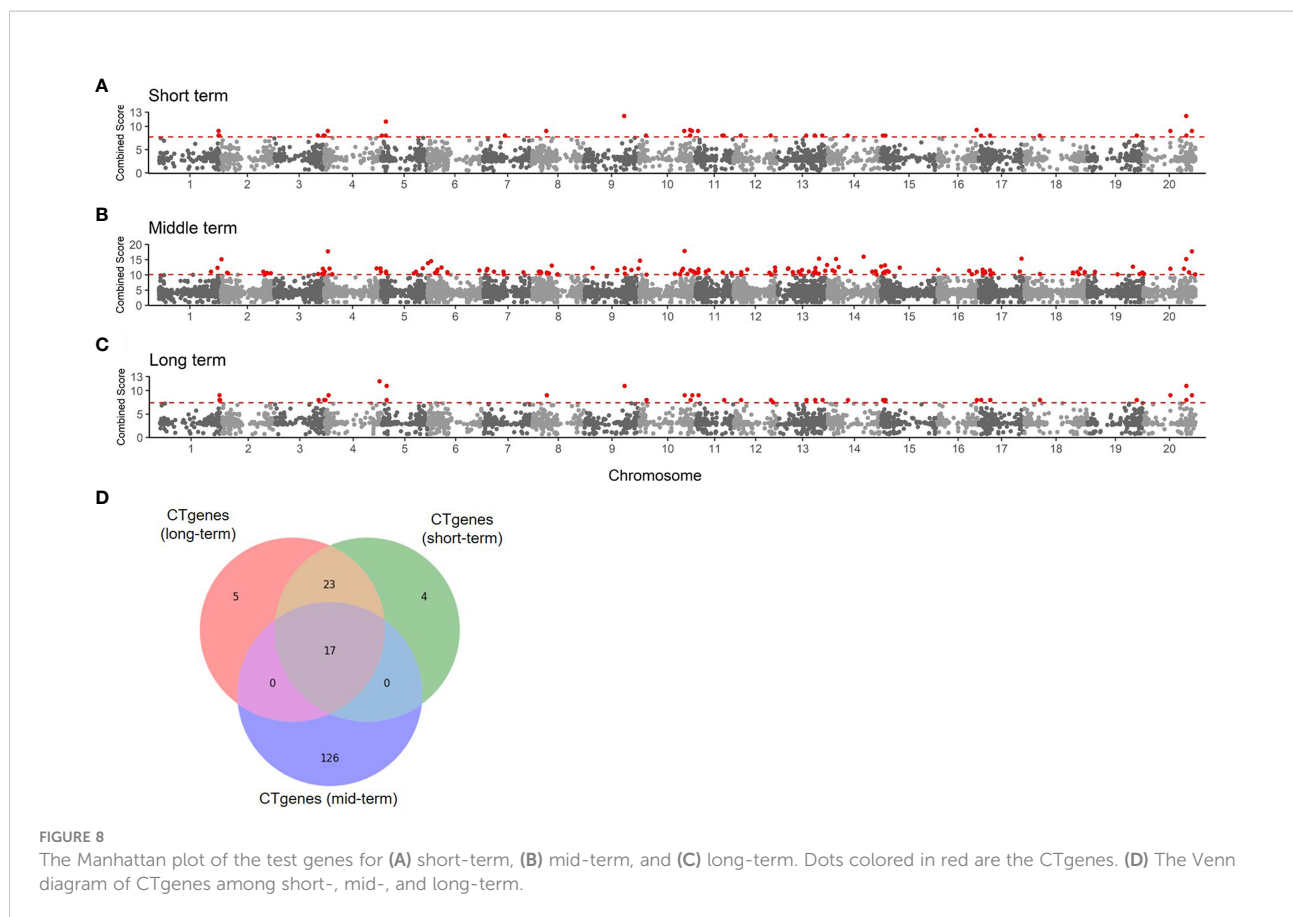 A
Short term
Combined Score
13
10
5
0
1 2 3 4 5 6 7 8 9 10 11 12 13 14 15 16 17 18 19 20
B
Middle term
Combined Score
20
15
10
5
0
1 2 3 4 5 6 7 8 9 10 11 12 13 14 15 16 17 18 19 20
C
Long term
Combined Score
13
10
5
0
1 2 3 4 5 6 7 8 9 10 11 12 13 14 15 16 17 18 19 20
Chromosome
D
CTgenes
(long-term)
CTgenes
(short-term)
5
23
4
17
0
0
126
CTgenes (mid-term)
FIGURE 8
The Manhattan plot of the test genes for (A) short-term, (B) mid-term, and (C) long-term. Dots colored in red are the CTgenes. (D) The Venn
diagram of CTgenes among short-, mid-, and long-term.